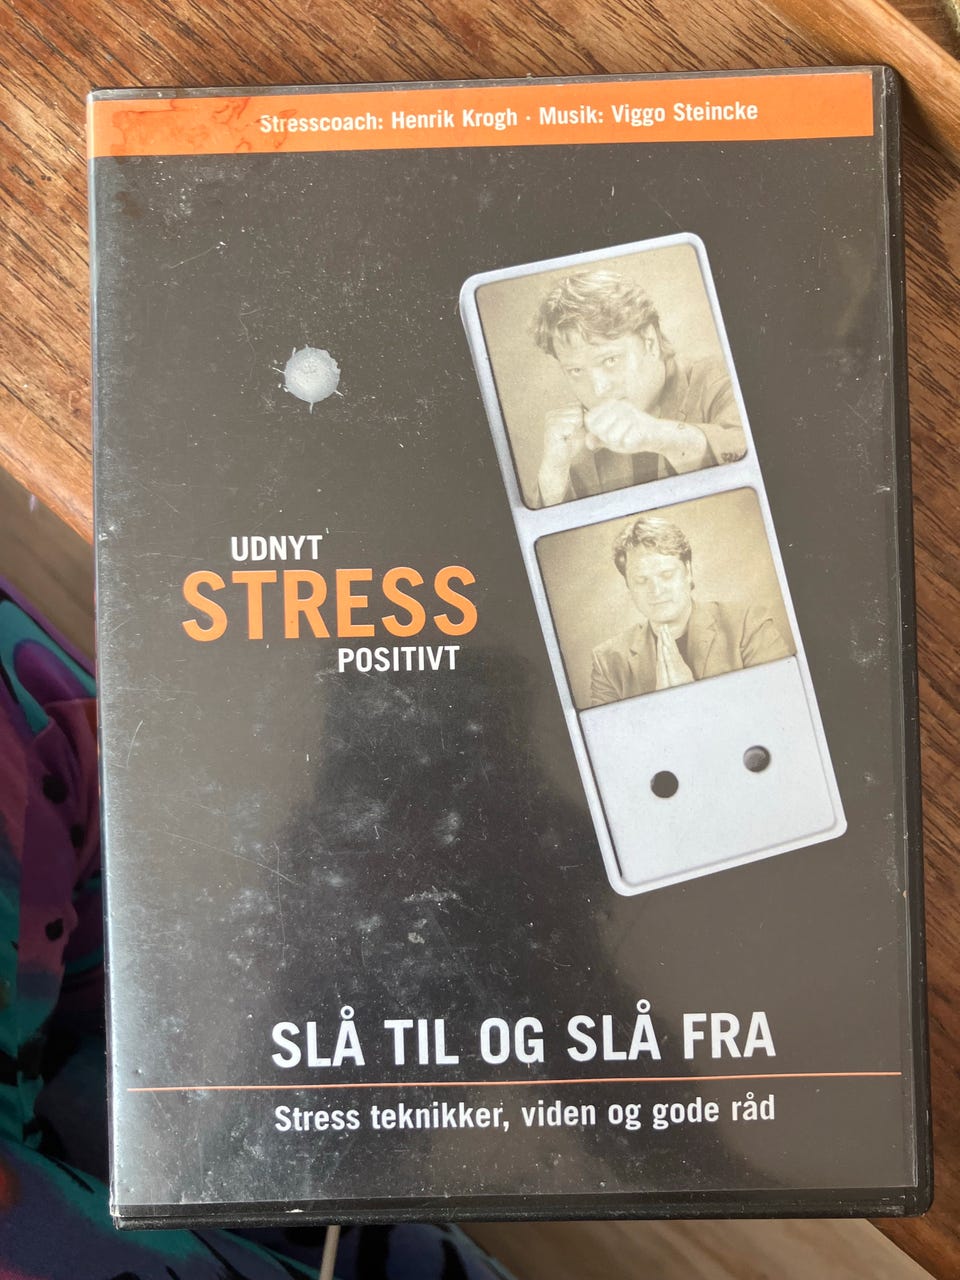 Stresscoach: Henrik Krogh · Musik: Viggo Steincke
UDNYT
STRESS
POSITIVT
SLÅ TIL OG SLÅ FRA
Stress teknikker, viden og gode råd